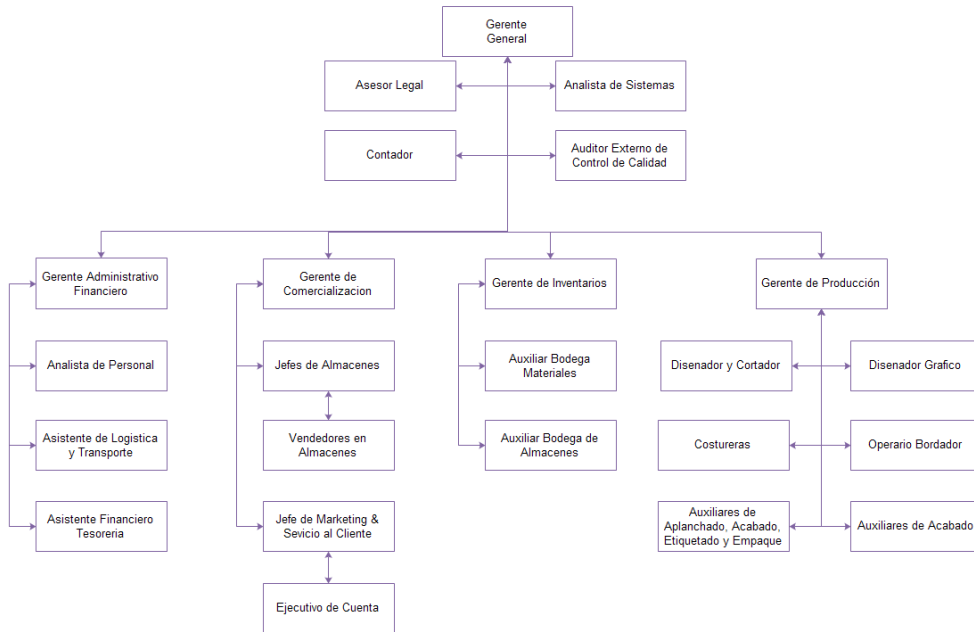 Gerente
General
Asesor Legal
Analista de Sistemas
Contador
Auditor Externo de
Control de Calidad
Gerente Administrativo
Financiero
Gerente de
Comercializacion
Gerente de Inventarios
Gerente de Producción
Analista de Personal
Jefes de Almacenes
Auxiliar Bodega
Materiales
Disenador y Cortador
Disenador Grafico
Asistente de Logistica
y Transporte
Vendedores en
Almacenes
Auxiliar Bodega de
Almacenes
Costureras
Operario Bordador
Asistente Financiero
Tesoreria
Jefe de Marketing &
Sevicio al Cliente
Auxiliares de
Aplanchado, Acabado,
Etiquetado y Empaque
Auxiliares de Acabado
Ejecutivo de Cuenta